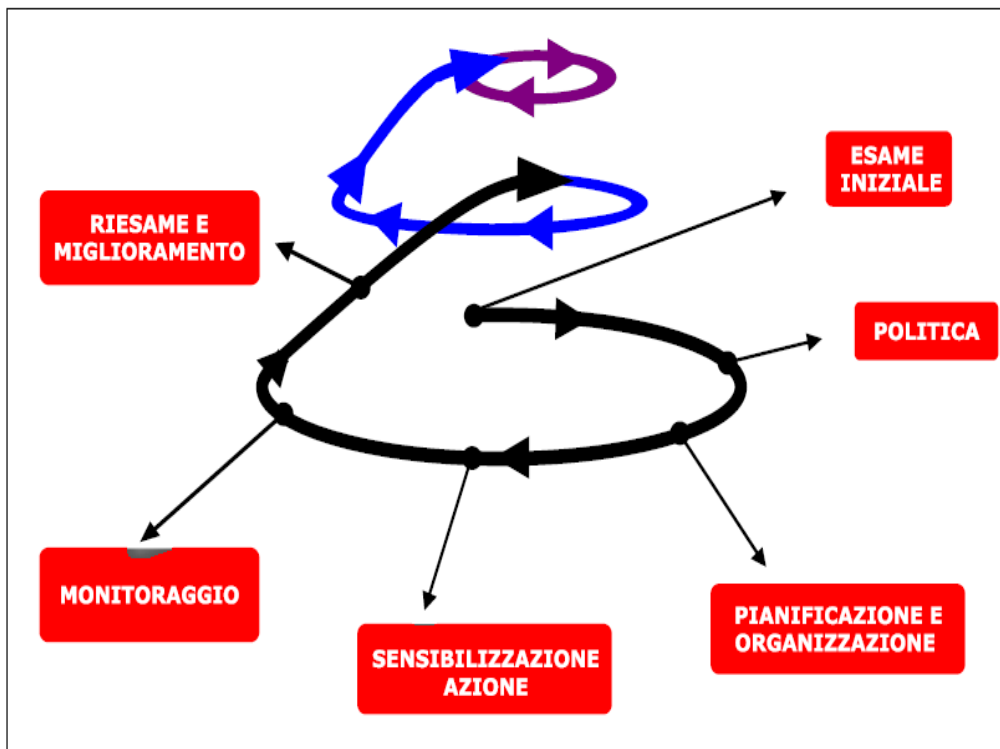 ESAME
INIZIALE
RIESAME E
MIGLIORAMENTO
POLITICA
MONITORAGGIO
SENSIBILIZZAZIONE
AZIONE
PIANIFICAZIONE E
ORGANIZZAZIONE